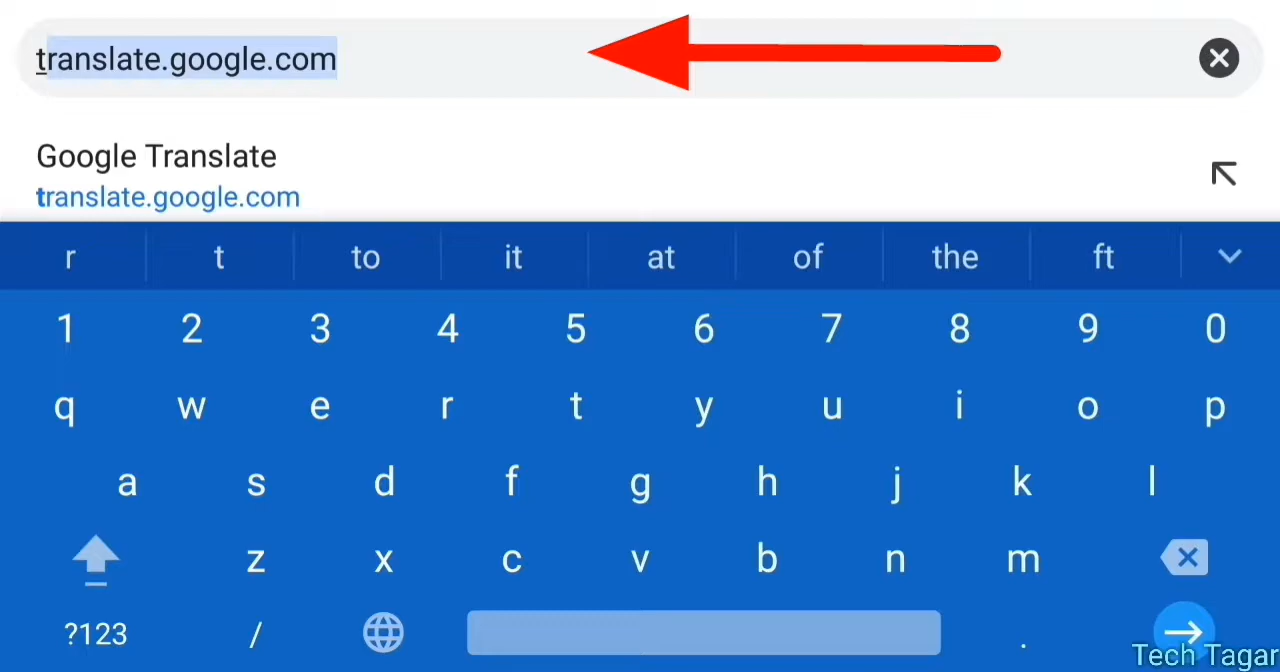 translate.google.com
Google Translate
translate.google.com
r t to it at of the ft
1 2 3 4 5 6 7 8 9 0
q w e r t y u i o p
a s d f g h j k l
z x c v b n m
?123 / .
Tech Tagar